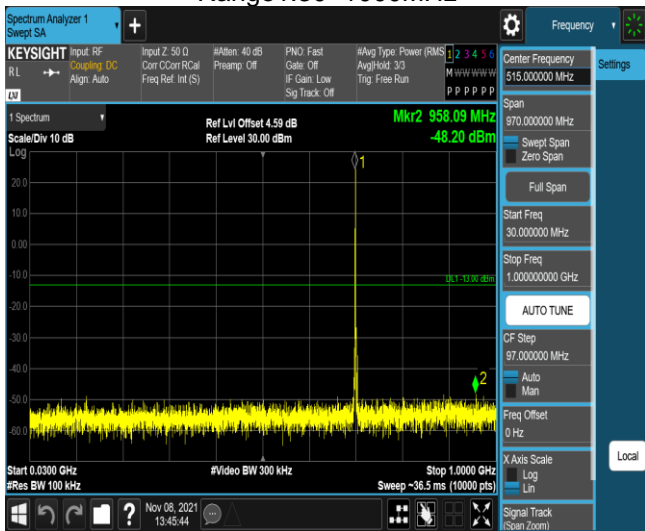 Range1:30~1000MHz
Spectrum Analyzer 1
Swept SA
Frequency
KEYSIGHT
RL
Input: RF
Coupling: DC
Align: Auto
Input Z: 50 Ω
Corr CCorr RCal
Freq Ref: Int (S)
#Atten: 40 dB
Preamp: Off
PNO: Fast
Gate: Off
IF Gain: Low
Sig Track: Off
#Avg Type: Power (RMS
Avg|Hold: 3/3
Trig: Free Run
1 2 3 4 5 6
M W W W W W
P P P P P P
LXI
1 Spectrum
Scale/Div 10 dB
Log
Ref Lvl Offset 4.59 dB
Ref Level 30.00 dBm
Mkr2 958.09 MHz
-48.20 dBm
1
20.0
10.0
0.00
-10.0
DL1 -13.00 dBm
-20.0
-30.0
-40.0
2
-50.0
-60.0
Start 0.0300 GHz
#Res BW 100 kHz
#Video BW 300 kHz
Stop 1.0000 GHz
Sweep ~36.5 ms (10000 pts)
Nov 08, 2021
13:45:44
Center Frequency
515.000000 MHz
Span
970.000000 MHz
Swept Span
Zero Span
Full Span
Start Freq
30.000000 MHz
Stop Freq
1.000000000 GHz
AUTO TUNE
CF Step
97.000000 MHz
Auto
Man
Freq Offset
0 Hz
X Axis Scale
Log
Lin
Signal Track
(Span Zoom)
Settings
Local